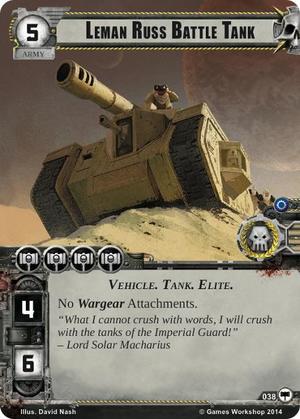 5
Leman Russ Battle Tank
ARMY
Vehicle. Tank. Elite.
4
No Wargear Attachments.
“What I cannot crush with words, I will crush
with the tanks of the Imperial Guard!”
– Lord Solar Macharius
6
038
Illus. David Nash
© Games Workshop 2014